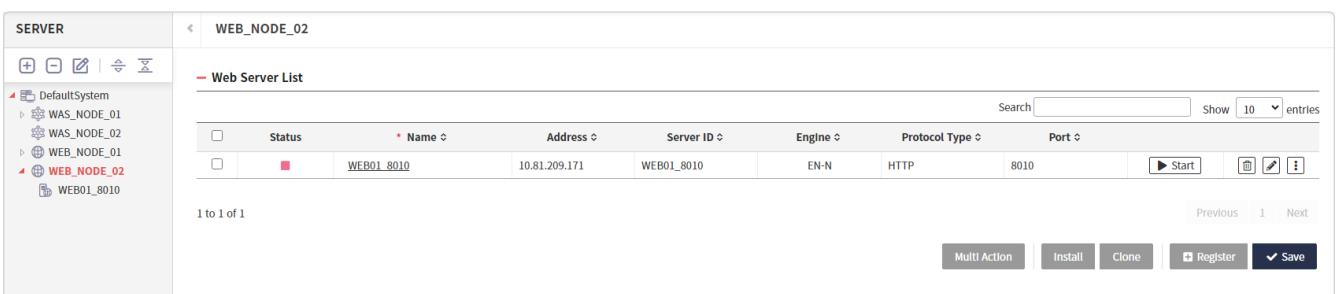 SERVER
WEB_NODE_02
DefaultSystem
WAS_NODE_01
WAS_NODE_02
WEB_NODE_01
WEB_NODE_02
WEB01_8010
Web Server List
Search Show 10 entries
Status * Name Address Server ID Engine Protocol Type Port
WEB01_8010 10.81.209.171 WEB01_8010 EN-N HTTP 8010 Start
1 to 1 of 1
Previous 1 Next
Multi Action Install Clone Register Save